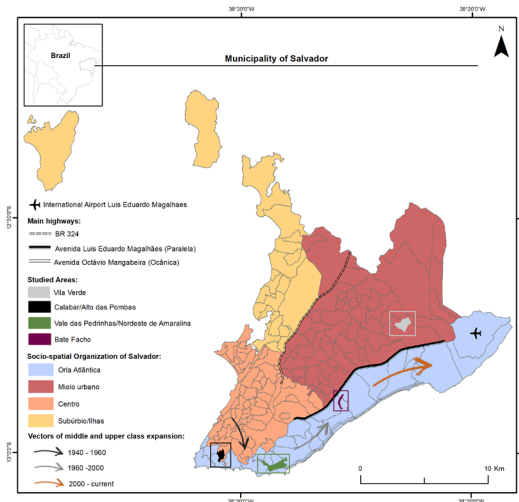 38°30'0"W
38°20'0"W
Brazil
Municipality of Salvador
N
International Airport Luis Eduardo Magalhaes
Main highways:
BR 324
Avenida Luis Eduardo Magalhães (Paralela)
Avenida Octávio Mangabeira (Ocânica)
Studied Areas:
Vila Verde
Calabar/Alto das Pombas
Vale das Pedrinhas/Nordeste de Amaralina
Bate Facho
Socio-spatial Organization of Salvador:
Orla Atlântica
Miolo urbano
Centro
Subúrbio/Ilhas
Vectors of middle and upper class expansion:
1940 - 1960
1960 -2000
2000 - current
12°50'0"S
13°0'0"S
0
10 Km
38°30'0"W
38°20'0"W